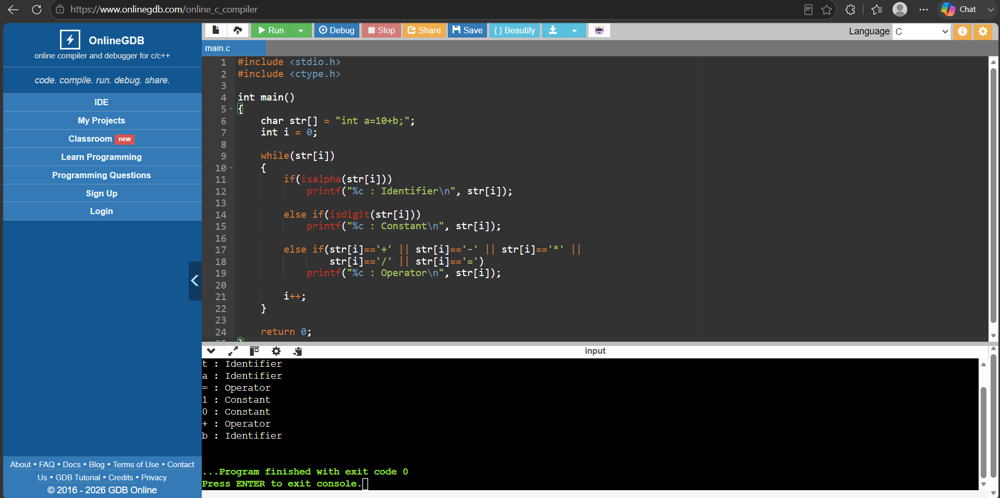 https://www.onlinegdb.com/online_c_compiler
Chat
OnlineGDB
online compiler and debugger for c/c++
code. compile. run. debug. share.
IDE
My Projects
Classroom new
Learn Programming
Programming Questions
Sign Up
Login
About • FAQ • Docs • Blog • Terms of Use • Contact
Us • GDB Tutorial • Credits • Privacy
© 2016 - 2026 GDB Online
Run Debug Stop Share Save { } Beautify
Language C
main.c
1 #include <stdio.h>
2 #include <ctype.h>
3
4 int main()
5 {
6     char str[] = "int a=10+b;";
7     int i = 0;
8
9     while(str[i])
10     {
11         if(isalpha(str[i]))
12             printf("%c : Identifier\n", str[i]);
13
14         else if(isdigit(str[i]))
15             printf("%c : Constant\n", str[i]);
16
17         else if(str[i]=='+' || str[i]=='-' || str[i]=='*' ||
18                 str[i]=='/' || str[i]=='=')
19             printf("%c : Operator\n", str[i]);
20
21         i++;
22     }
23
24     return 0;
25 }
input
t : Identifier
a : Identifier
= : Operator
1 : Constant
0 : Constant
+ : Operator
b : Identifier
...Program finished with exit code 0
Press ENTER to exit console.